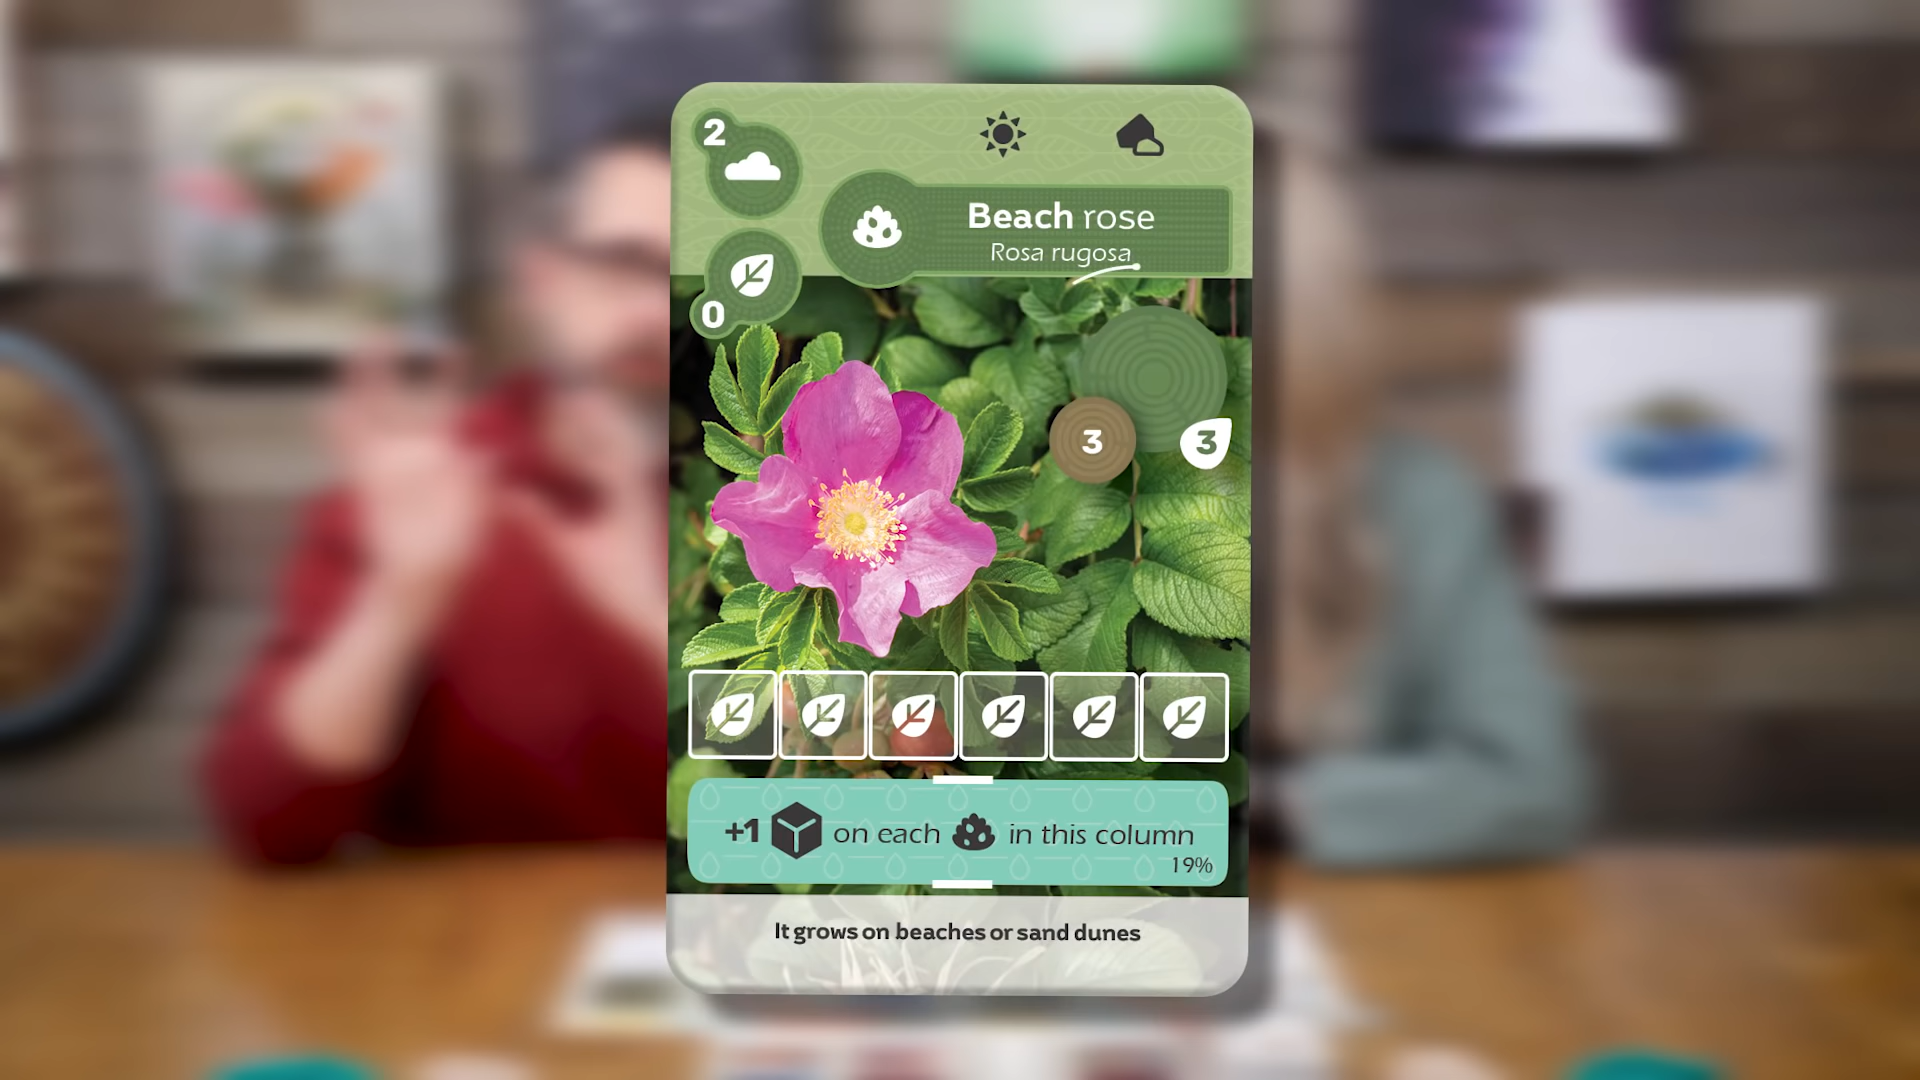 2
Beach rose
Rosa rugosa
0
3
3
+1 on each in this column
19%
It grows on beaches or sand dunes